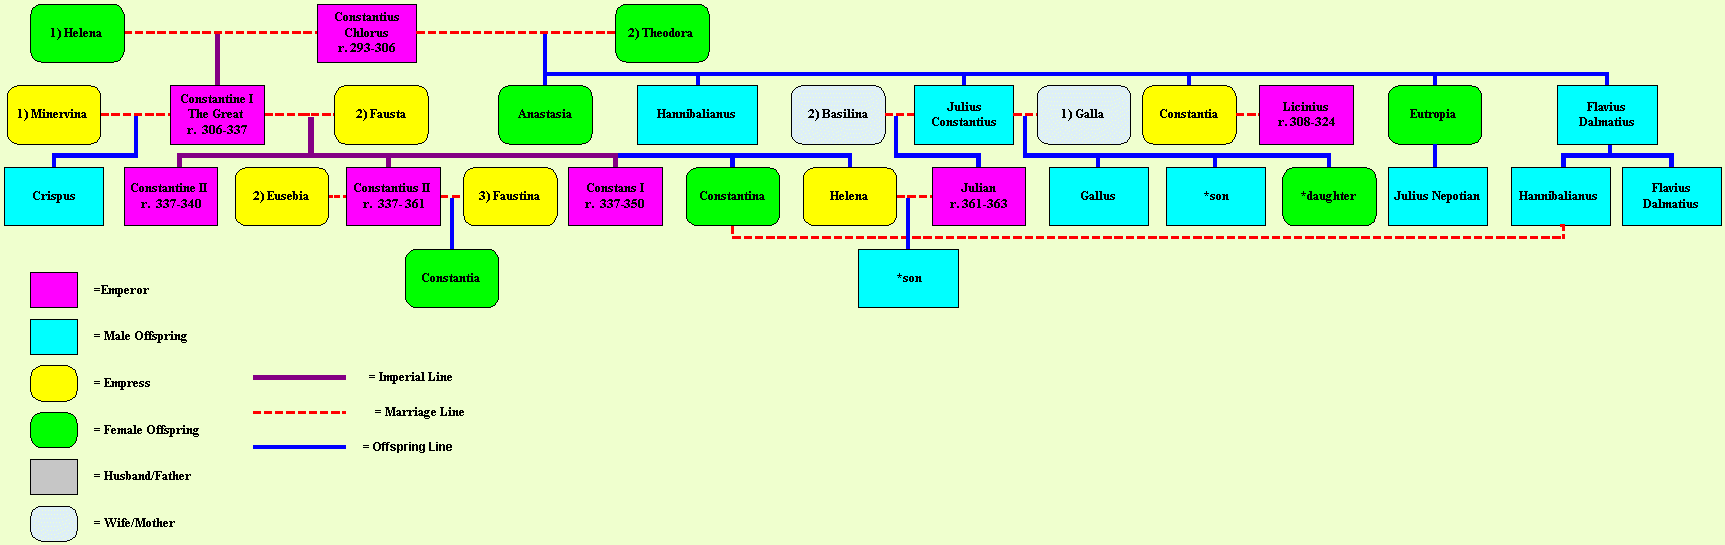 1) Helena
Constantius
Chlorus
r. 293-306
2) Theodora
1) Minervina
Constantine I
The Great
r. 306-337
2) Fausta
Anastasia
Hannibalianus
2) Basilina
Julius
Constantius
1) Galla
Constantia
Licinius
r. 308-324
Eutropia
Flavius
Dalmatius
Crispus
Constantine II
r. 337-340
2) Eusebia
Constantius II
r. 337-361
3) Faustina
Constans I
r. 337-350
Constantina
Helena
Julian
r. 361-363
Gallus
*son
*daughter
Julius Nepotian
Hannibalianus
Flavius
Dalmatius
Constantia
*son
=Emperor
= Male Offspring
= Empress
= Female Offspring
= Husband/Father
= Wife/Mother
= Imperial Line
= Marriage Line
= Offspring Line